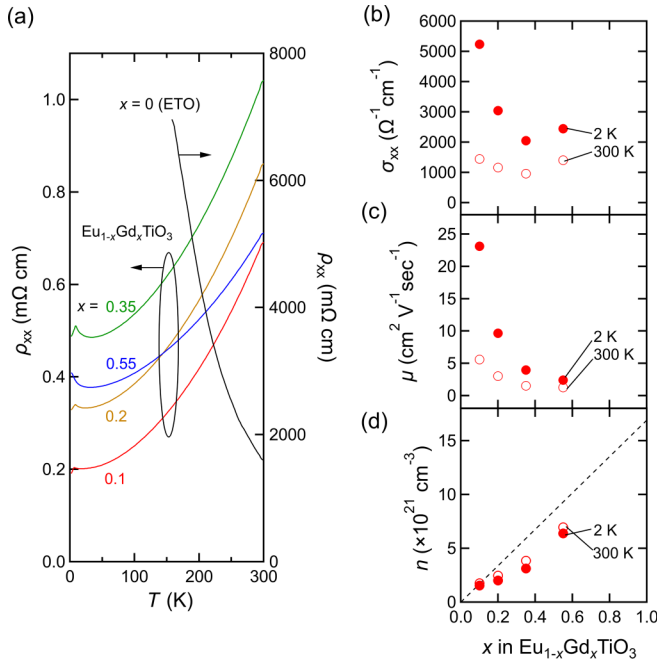 (a)
8000
6000
4000
2000
0
ρxx (mΩ cm)
1.0
0.8
0.6
0.4
0.2
0.0
ρxx (mΩ cm)
x = 0 (ETO)
Eu1-xGdxTiO3
x =
0.35
0.55
0.2
0.1
0
100
200
300
T (K)
(b)
6000
5000
4000
3000
2000
1000
0
σxx (Ω-1 cm-1)
2 K
300 K
(c)
25
20
15
10
5
0
μ (cm2 V-1 sec-1)
2 K
300 K
(d)
15
10
5
0
n (×1021 cm-3)
2 K
300 K
0.0
0.2
0.4
0.6
0.8
1.0
x in Eu1-xGdxTiO3